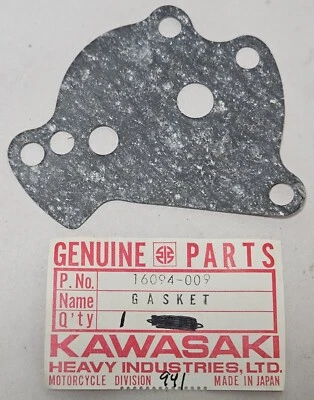 GENUINE PARTS
P.No. 16094-009
Name GASKET
Q'ty 1
KAWASAKI
HEAVY INDUSTRIES, LTD.
MOTORCYCLE DIVISION 941 MADE IN JAPAN